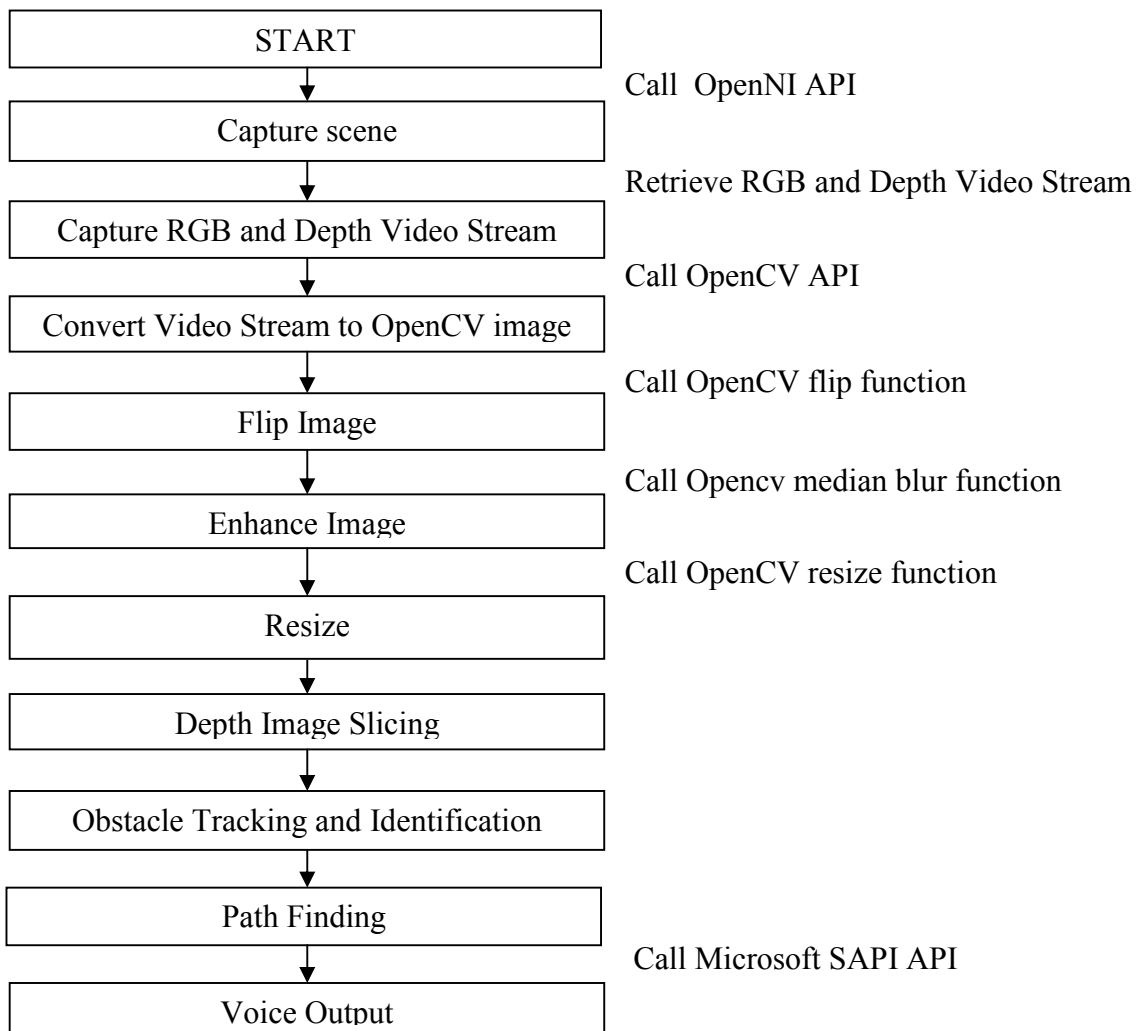 START
Call OpenNI API
Capture scene
Retrieve RGB and Depth Video Stream
Capture RGB and Depth Video Stream
Call OpenCV API
Convert Video Stream to OpenCV image
Call OpenCV flip function
Flip Image
Call Opencv median blur function
Enhance Image
Call OpenCV resize function
Resize
Depth Image Slicing
Obstacle Tracking and Identification
Path Finding
Call Microsoft SAPI API
Voice Output